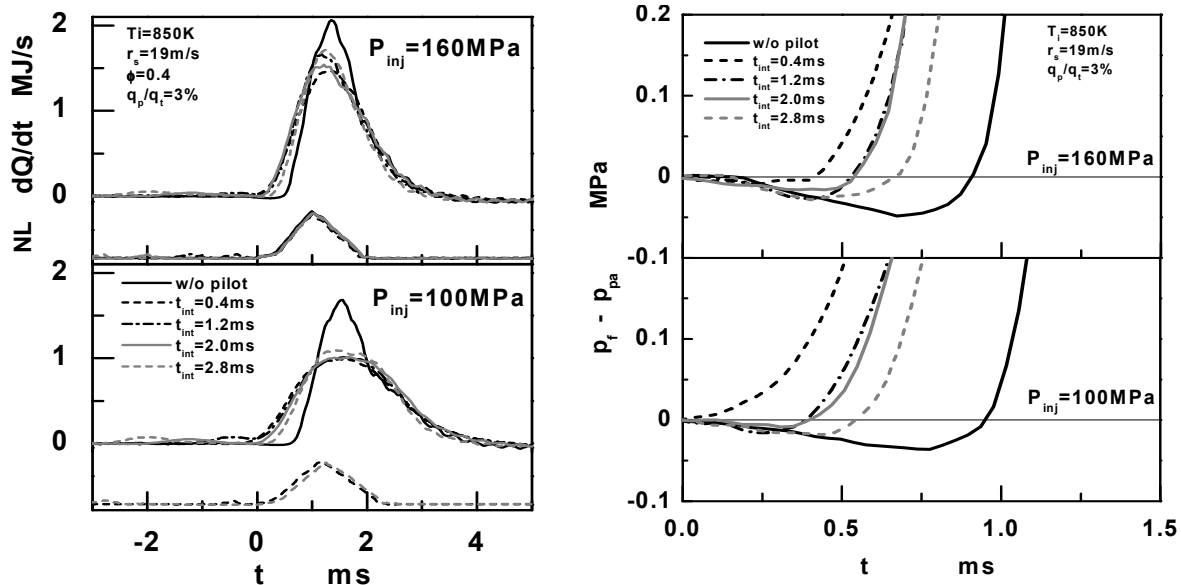 2
1
0
NL dQ/dt MJ/s
Ti=850K
r_s=19m/s
ϕ=0.4
q_p/q_t=3%
P_inj=160MPa
2
1
0
w/o pilot
t_int=0.4ms
t_int=1.2ms
t_int=2.0ms
t_int=2.8ms
P_inj=100MPa
-2 0 2 4
t ms
0.2
0.1
0
-0.1
0.1
0
-0.1
p_f - p_pa MPa
w/o pilot
t_int=0.4ms
t_int=1.2ms
t_int=2.0ms
t_int=2.8ms
T_i=850K
r_s=19m/s
q_p/q_t=3%
P_inj=160MPa
P_inj=100MPa
0.0 0.5 1.0 1.5
t ms